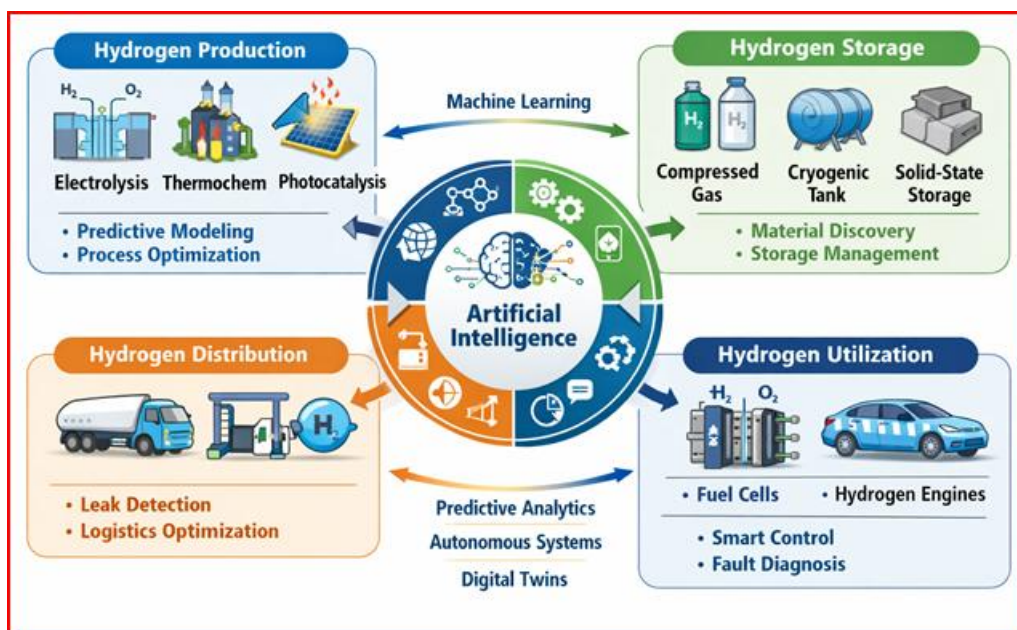 Hydrogen Production
H₂ O₂
Electrolysis Thermochem Photocatalysis
• Predictive Modeling
• Process Optimization
Machine Learning
Hydrogen Storage
H₂ H₂
Compressed Gas
Cryogenic Tank
Solid-State Storage
• Material Discovery
• Storage Management
Artificial
Intelligence
Hydrogen Distribution
H₂
• Leak Detection
• Logistics Optimization
Predictive Analytics
Autonomous Systems
Digital Twins
Hydrogen Utilization
H₂ O₂
• Fuel Cells • Hydrogen Engines
• Smart Control
• Fault Diagnosis